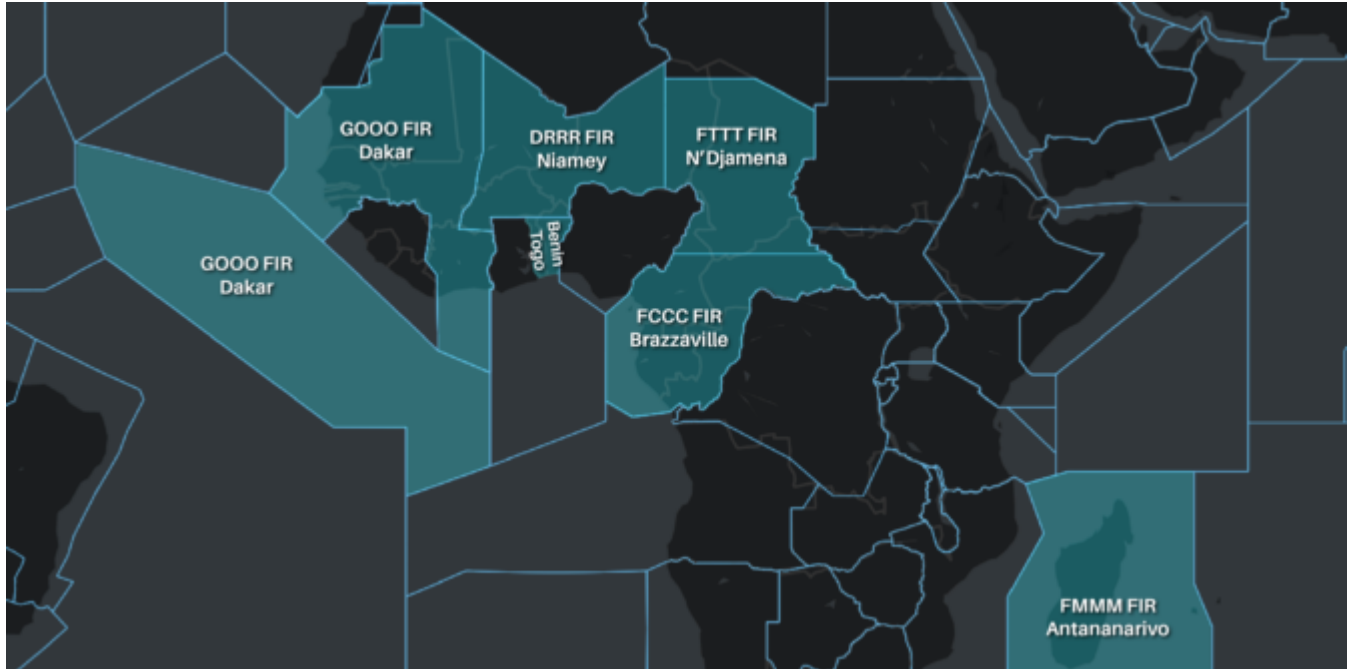 GOOO FIR
Dakar
DRRR FIR
Niamey
FTTT FIR
N'Djamena
Benin
Togo
GOOO FIR
Dakar
FCCC FIR
Brazzaville
FMMM FIR
Antananarivo